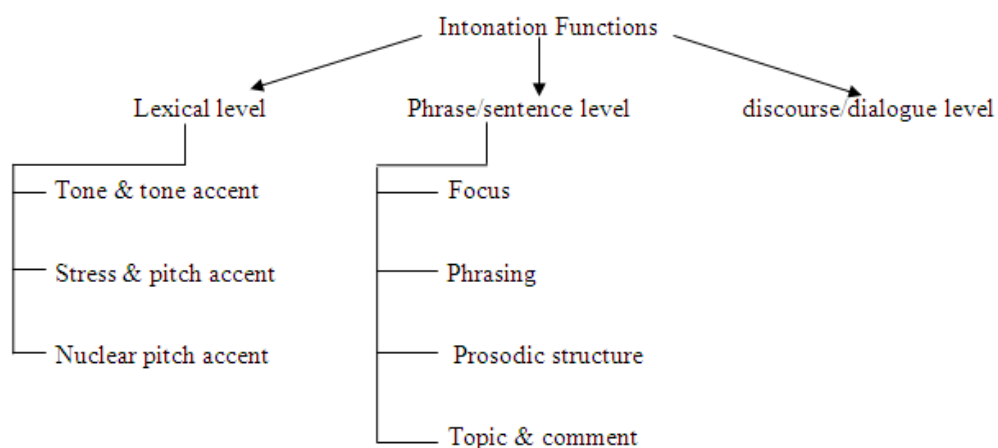 Intonation Functions
Lexical level
Phrase/sentence level
discourse/dialogue level
Tone & tone accent
Focus
Stress & pitch accent
Phrasing
Nuclear pitch accent
Prosodic structure
Topic & comment